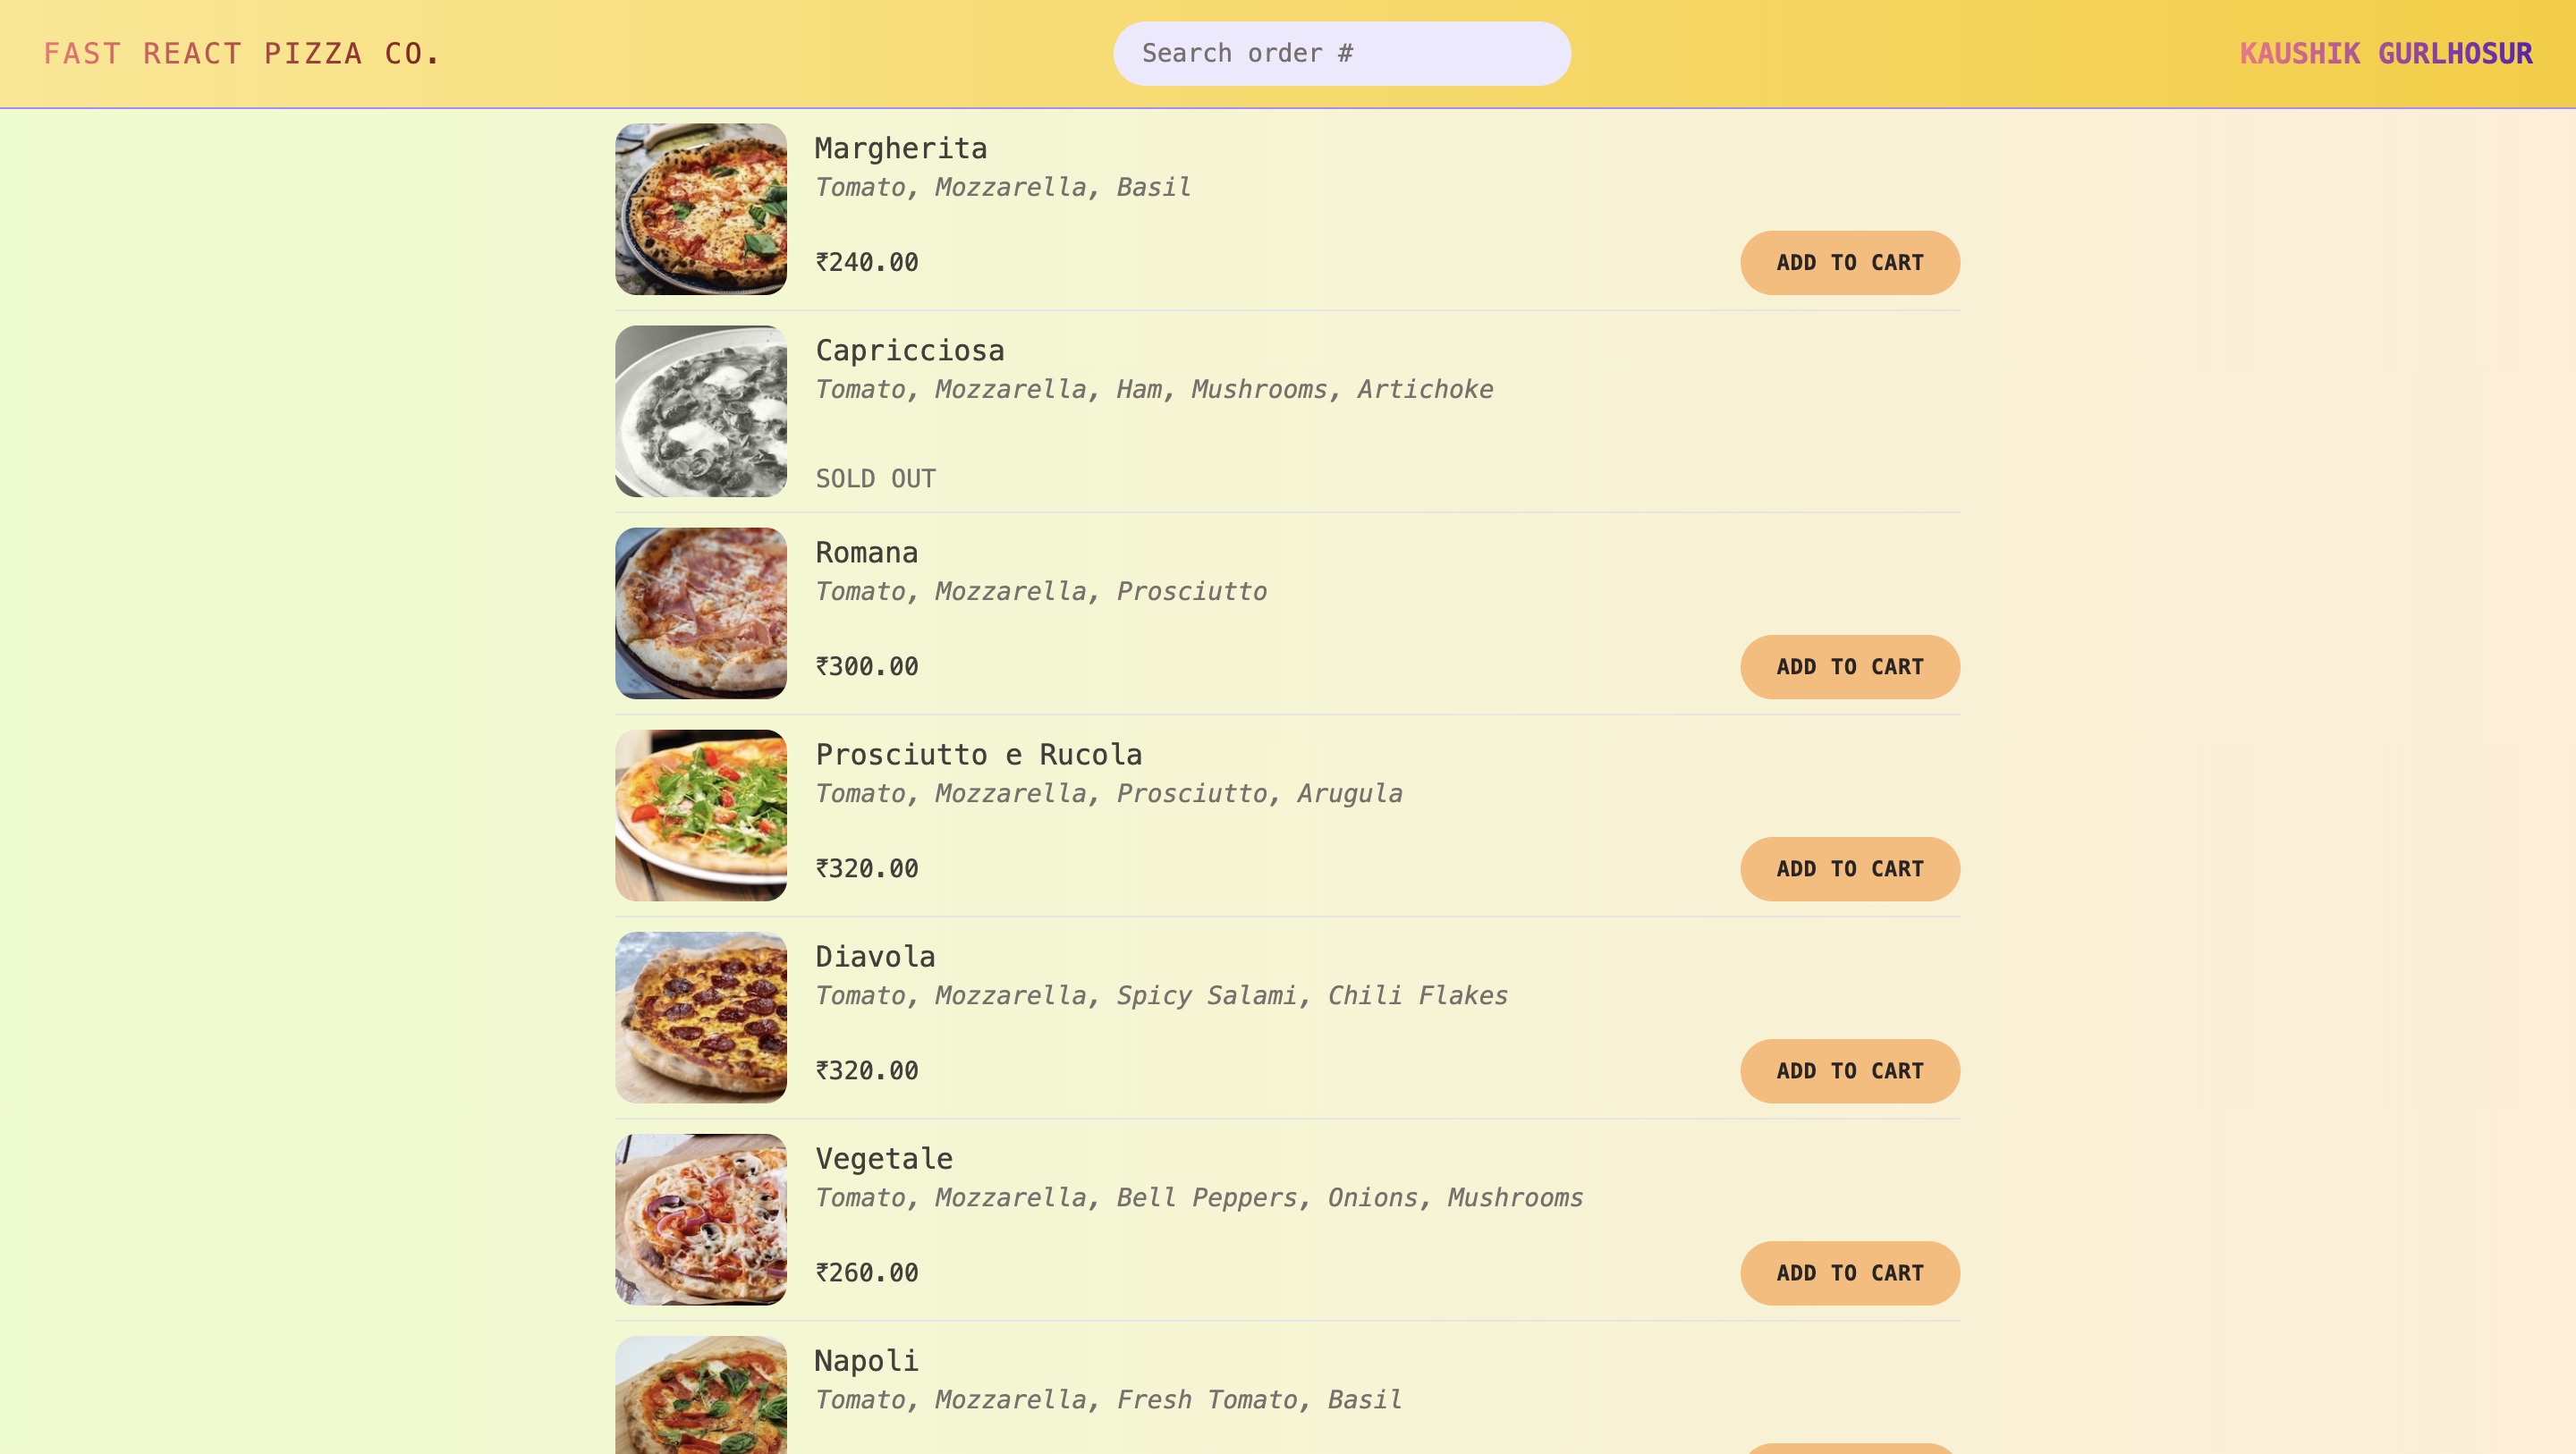 FAST REACT PIZZA CO.
Search order #
KAUSHIK GURLHOSUR
Margherita
Tomato, Mozzarella, Basil
₹240.00
ADD TO CART
Capricciosa
Tomato, Mozzarella, Ham, Mushrooms, Artichoke
SOLD OUT
Romana
Tomato, Mozzarella, Prosciutto
₹300.00
ADD TO CART
Prosciutto e Rucola
Tomato, Mozzarella, Prosciutto, Arugula
₹320.00
ADD TO CART
Diavola
Tomato, Mozzarella, Spicy Salami, Chili Flakes
₹320.00
ADD TO CART
Vegetale
Tomato, Mozzarella, Bell Peppers, Onions, Mushrooms
₹260.00
ADD TO CART
Napoli
Tomato, Mozzarella, Fresh Tomato, Basil